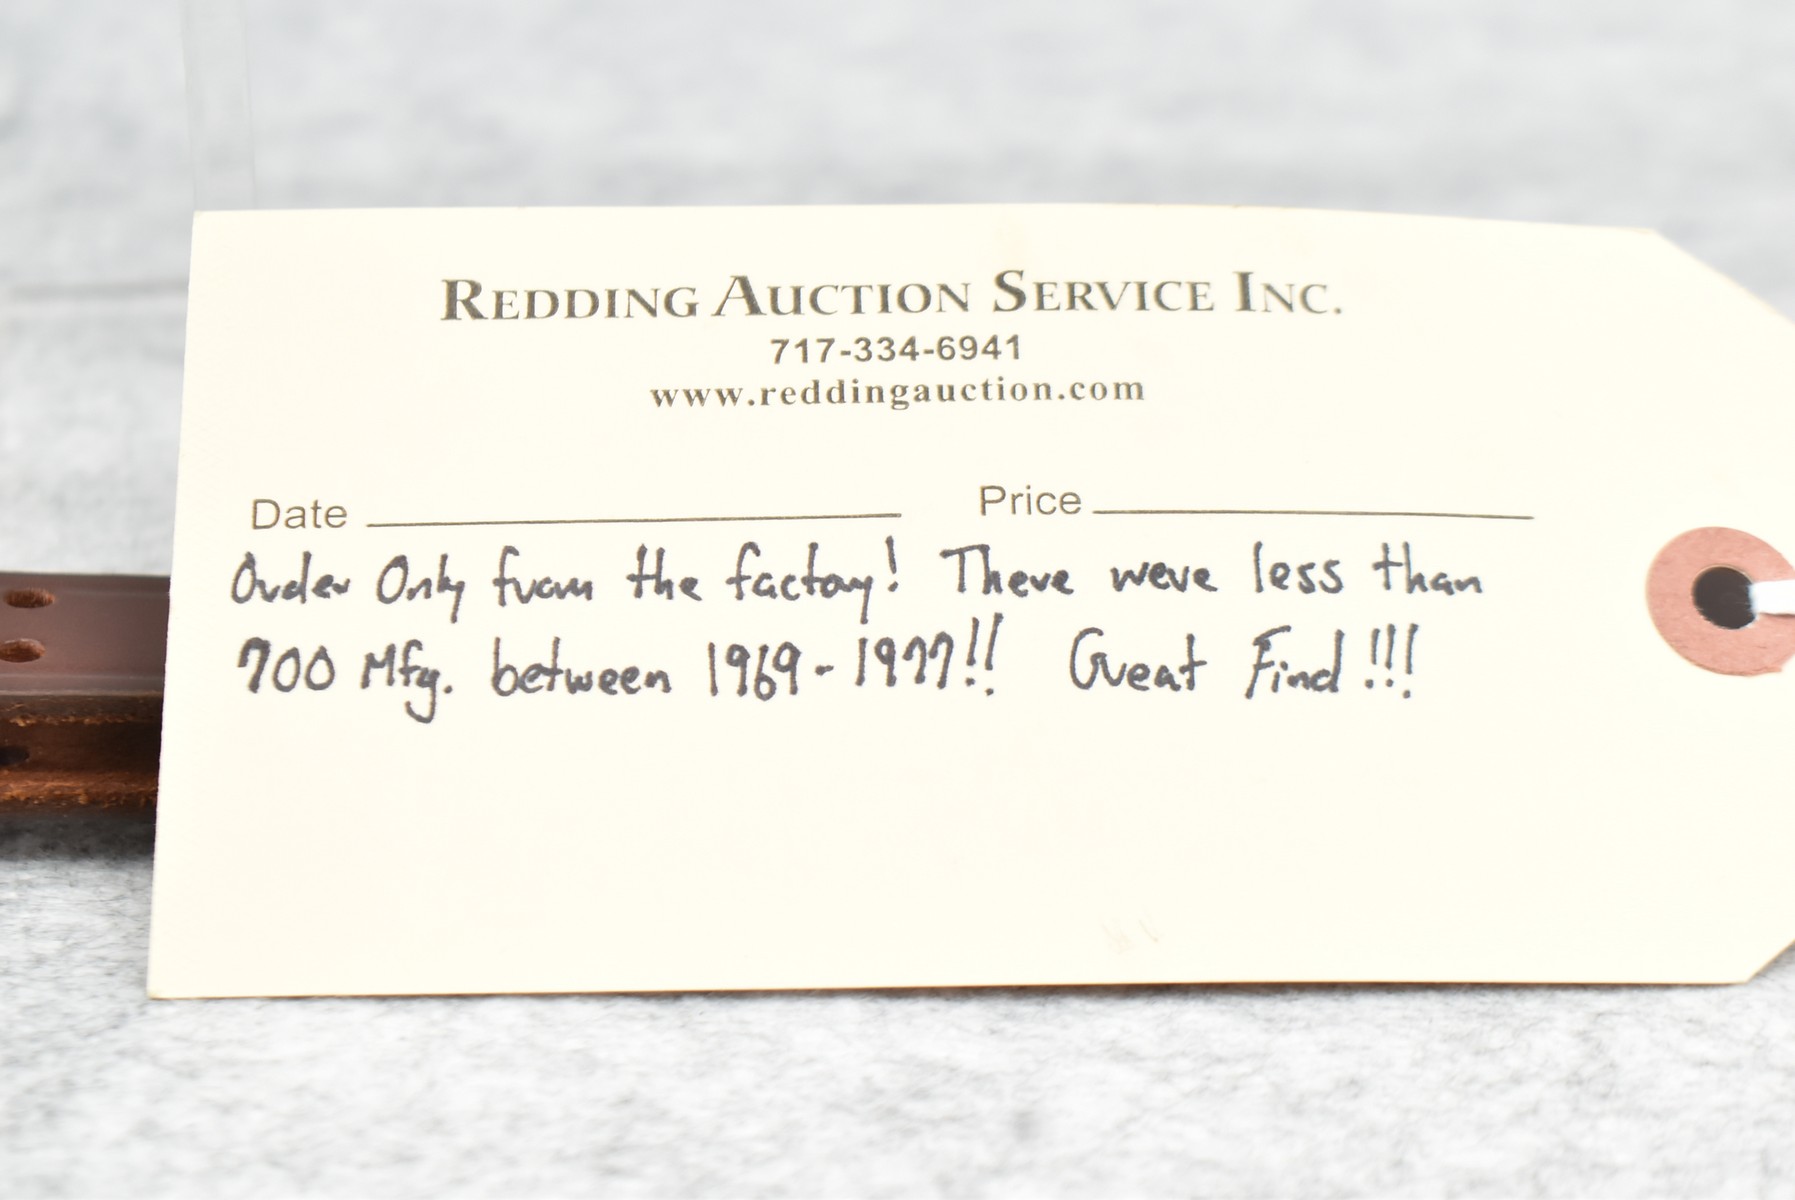 REDDING AUCTION SERVICE INC.
717-334-6941
www.reddingauction.com
Date Price
Order Only from the factory! There were less than
700 Mfg. between 1969-1977!! Great Find!!!